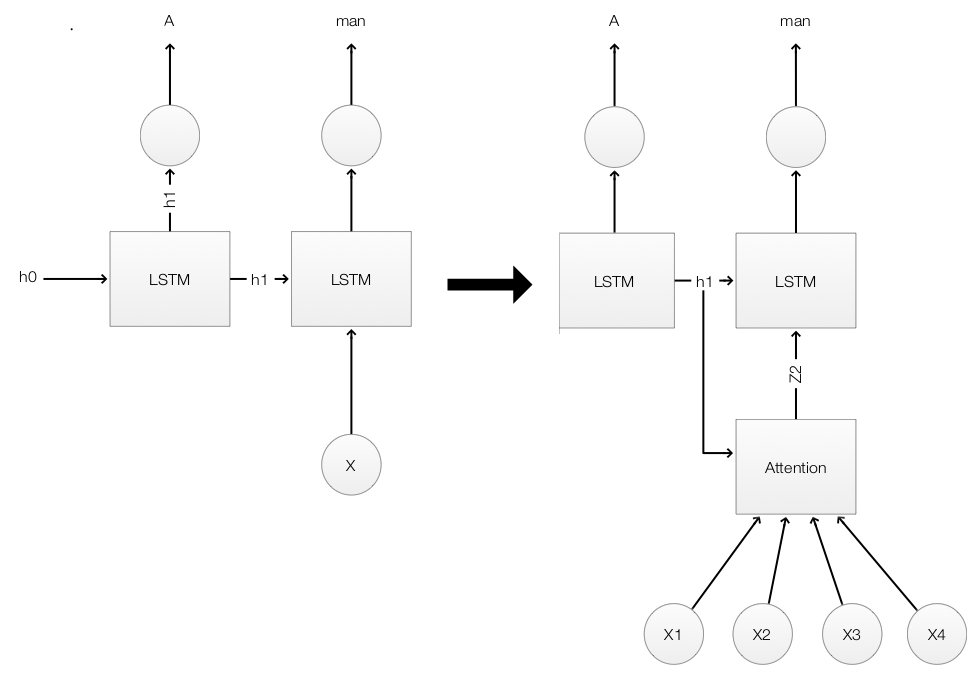 A man A man
h1
h0 LSTM h1 LSTM LSTM h1 LSTM
Z2
X Attention
X1 X2 X3 X4